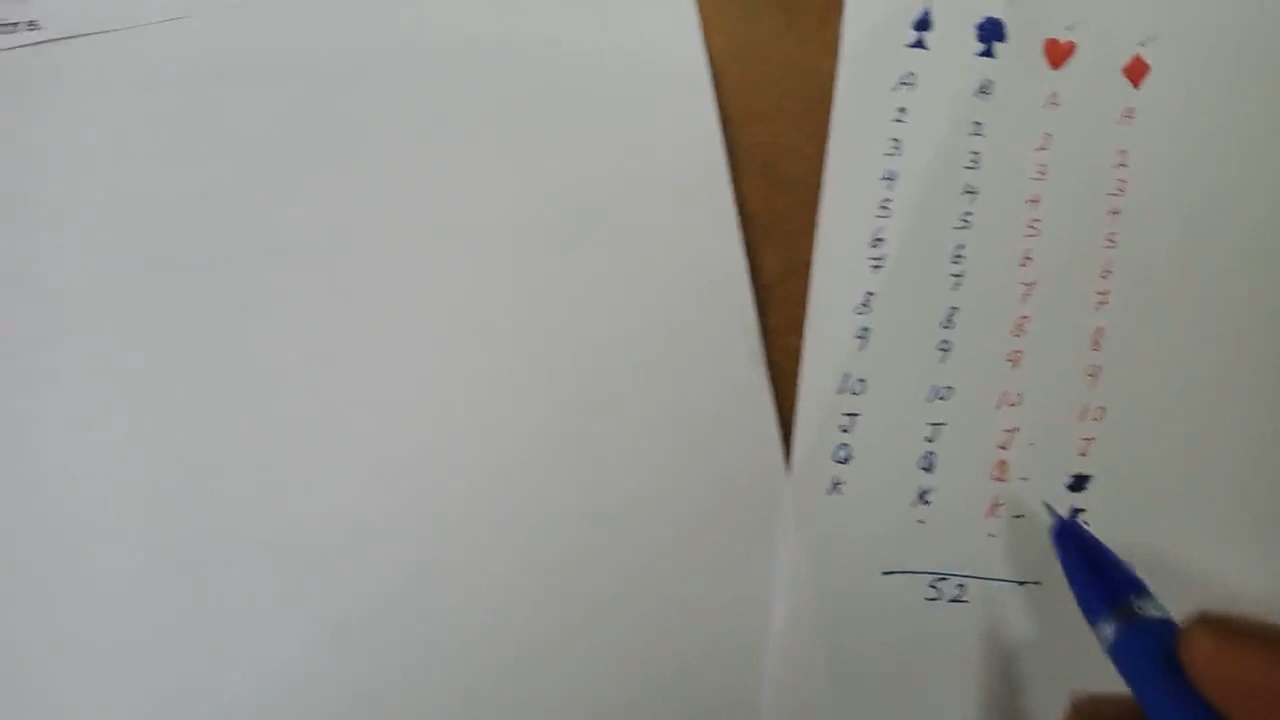 ♠ ♣ ♥ ♦
A A A A
2 2 2 2
3 3 3 3
4 4 4 4
5 5 5 5
6 6 6 6
7 7 7 7
8 8 8 8
9 9 9 9
10 10 10 10
J J J J
Q Q Q
K K K K
52